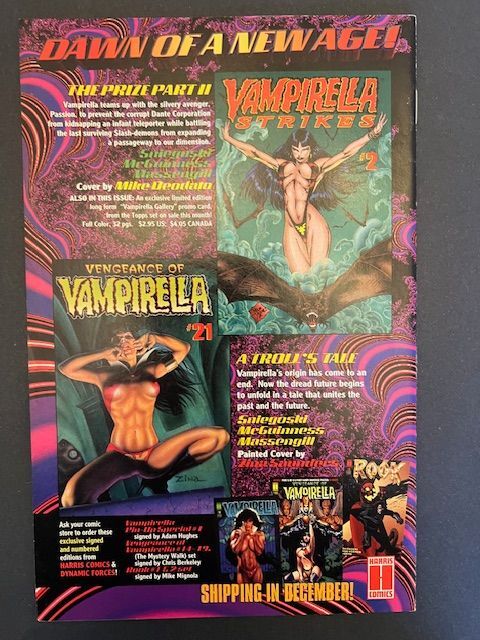 DAWN OF A NEW AGE!
THE PRIZE PART II
Vampirella teams up with the silvery avenger,
Passion, to prevent the corrupt Dante Corporation
from kidnapping an infant teleporter while battling
the last surviving Slash-demons from expanding
a passageway to our dimension.
Sniegoski
McGuinness
Massengill
Cover by Mike Deodato
ALSO IN THIS ISSUE: An exclusive limited edition
long form "Vampirella Gallery" promo card,
from the Topps set on sale this month!
Full Color, 32 pgs. $2.95 US; $4.05 CANADA
VAMPIRELLA
STRIKES
#2
VENGEANCE OF
VAMPIRELLA
#21
ZINA
A TROLL'S TALE
Vampirella's origin has come to an
end. Now the dread future begins
to unfold in a tale that unites the
past and the future.
Sniegoski
McGuinness
Massengill
Painted Cover by
Zina Saunders
Ask your comic
store to order these
exclusive signed
and numbered
editions from
HARRIS COMICS &
DYNAMIC FORCES!
Vampirella
Pin-Up Special #1
signed by Adam Hughes
Vengeance of
Vampirella #14-19,
(The Mystery Walk) set
signed by Chris Berkeley
Rook #1 & 2 set
signed by Mike Mignola
VAMPIRELLA
VENGEANCE OF
VAMPIRELLA
ROOK
HARRIS
H
COMICS
SHIPPING IN DECEMBER!